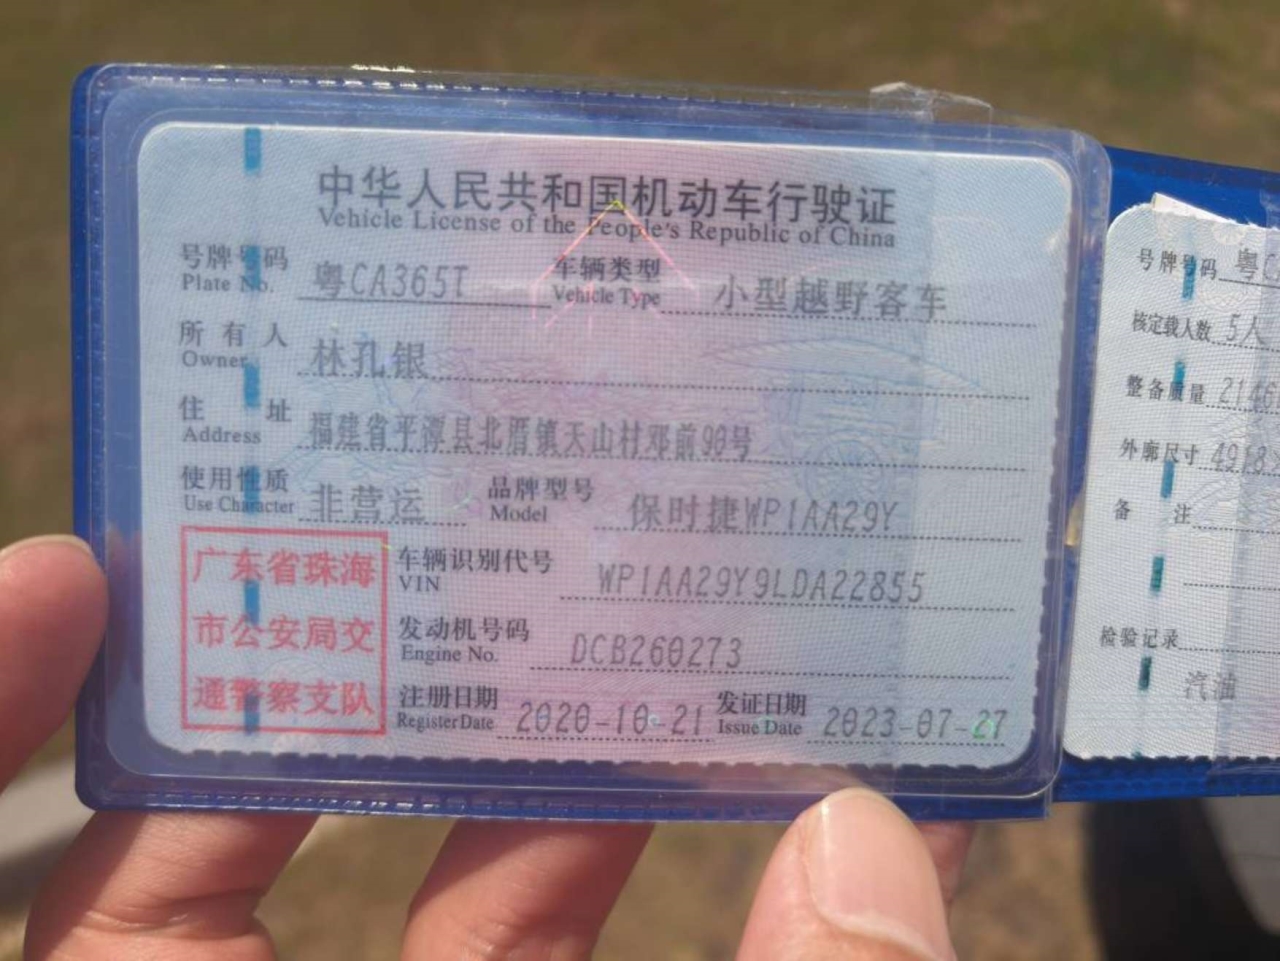 中华人民共和国机动车行驶证
Vehicle License of the People's Republic of China
号牌号码 粤CA365T 车辆类型 小型越野客车
Plate No. Vehicle Type
所有人 林孔银
Owner
住址 福建省平潭县北厝镇天山村邓前90号
Address
使用性质 非营运 品牌型号 保时捷WP1AA29Y
Use Character Model
广东省珠海
市公安局交
通警察支队
车辆识别代号 WP1AA29Y9LDA22855
VIN
发动机号码 DCB260273
Engine No.
注册日期 2020-10-21 发证日期 2023-07-27
Register Date Issue Date
号牌号码 粤C
核定载人数 5人
整备质量 2146
外廓尺寸 4918
备注
检验记录
汽油